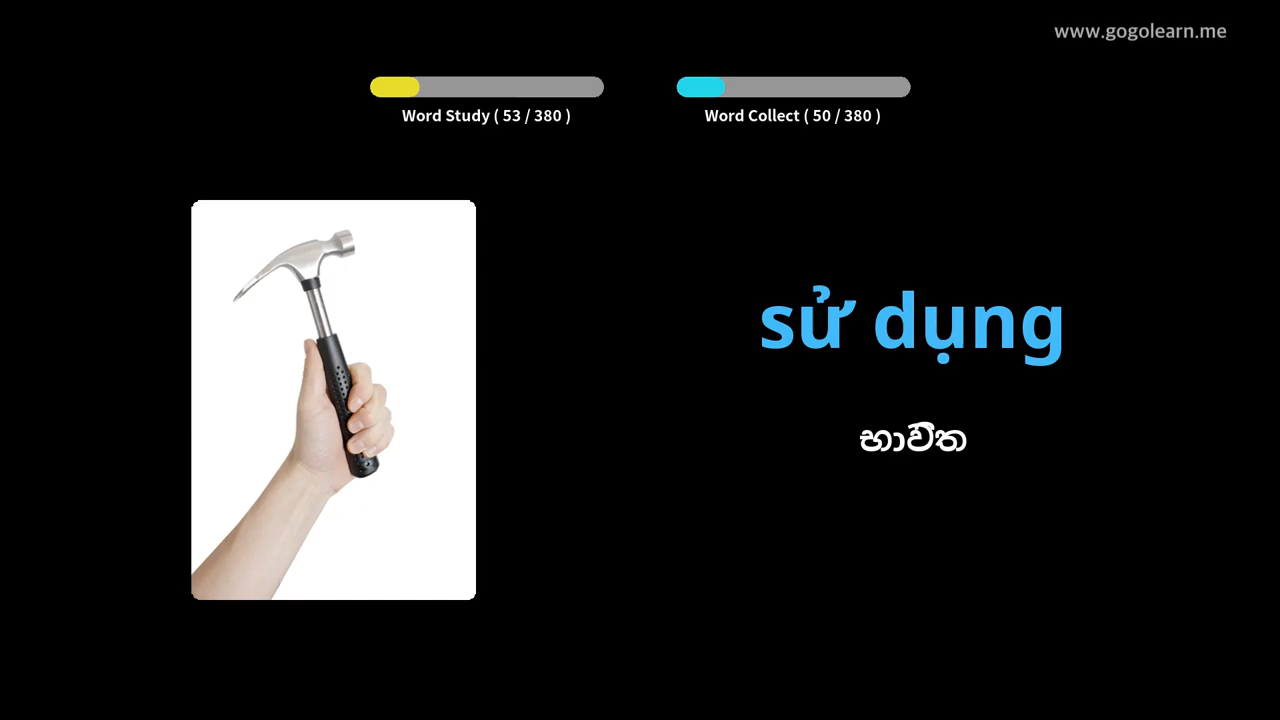 www.gogolearn.me
Word Study ( 53 / 380 )
Word Collect ( 50 / 380 )
sử dụng
භාවිත